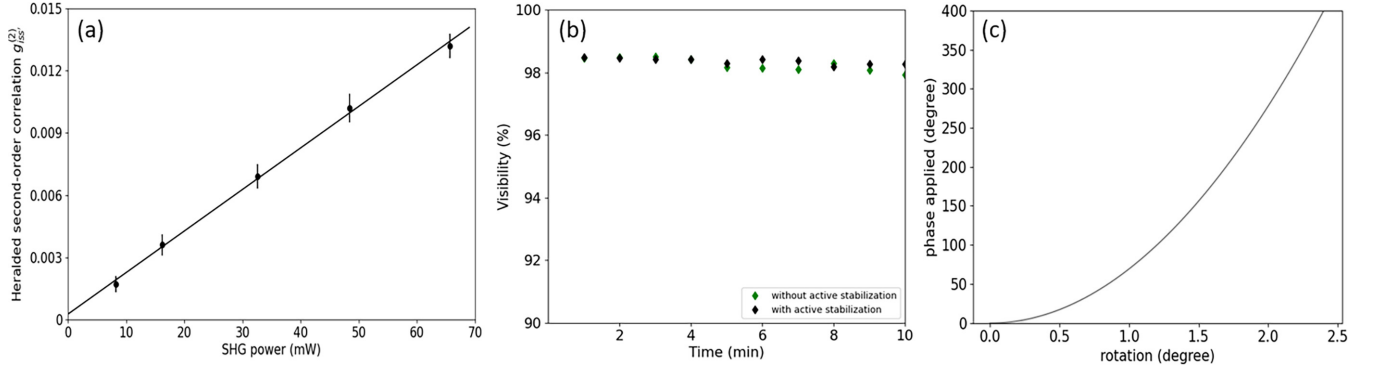 (a)
Heralded second-order correlation g_{iss'}^{(2)}
0.015
0.012
0.009
0.006
0.003
0
0 10 20 30 40 50 60 70
SHG power (mW)
(b)
Visibility (%)
100
98
96
94
92
90
without active stabilization
with active stabilization
2 4 6 8 10
Time (min)
(c)
phase applied (degree)
400
350
300
250
200
150
100
50
0
0.0 0.5 1.0 1.5 2.0 2.5
rotation (degree)